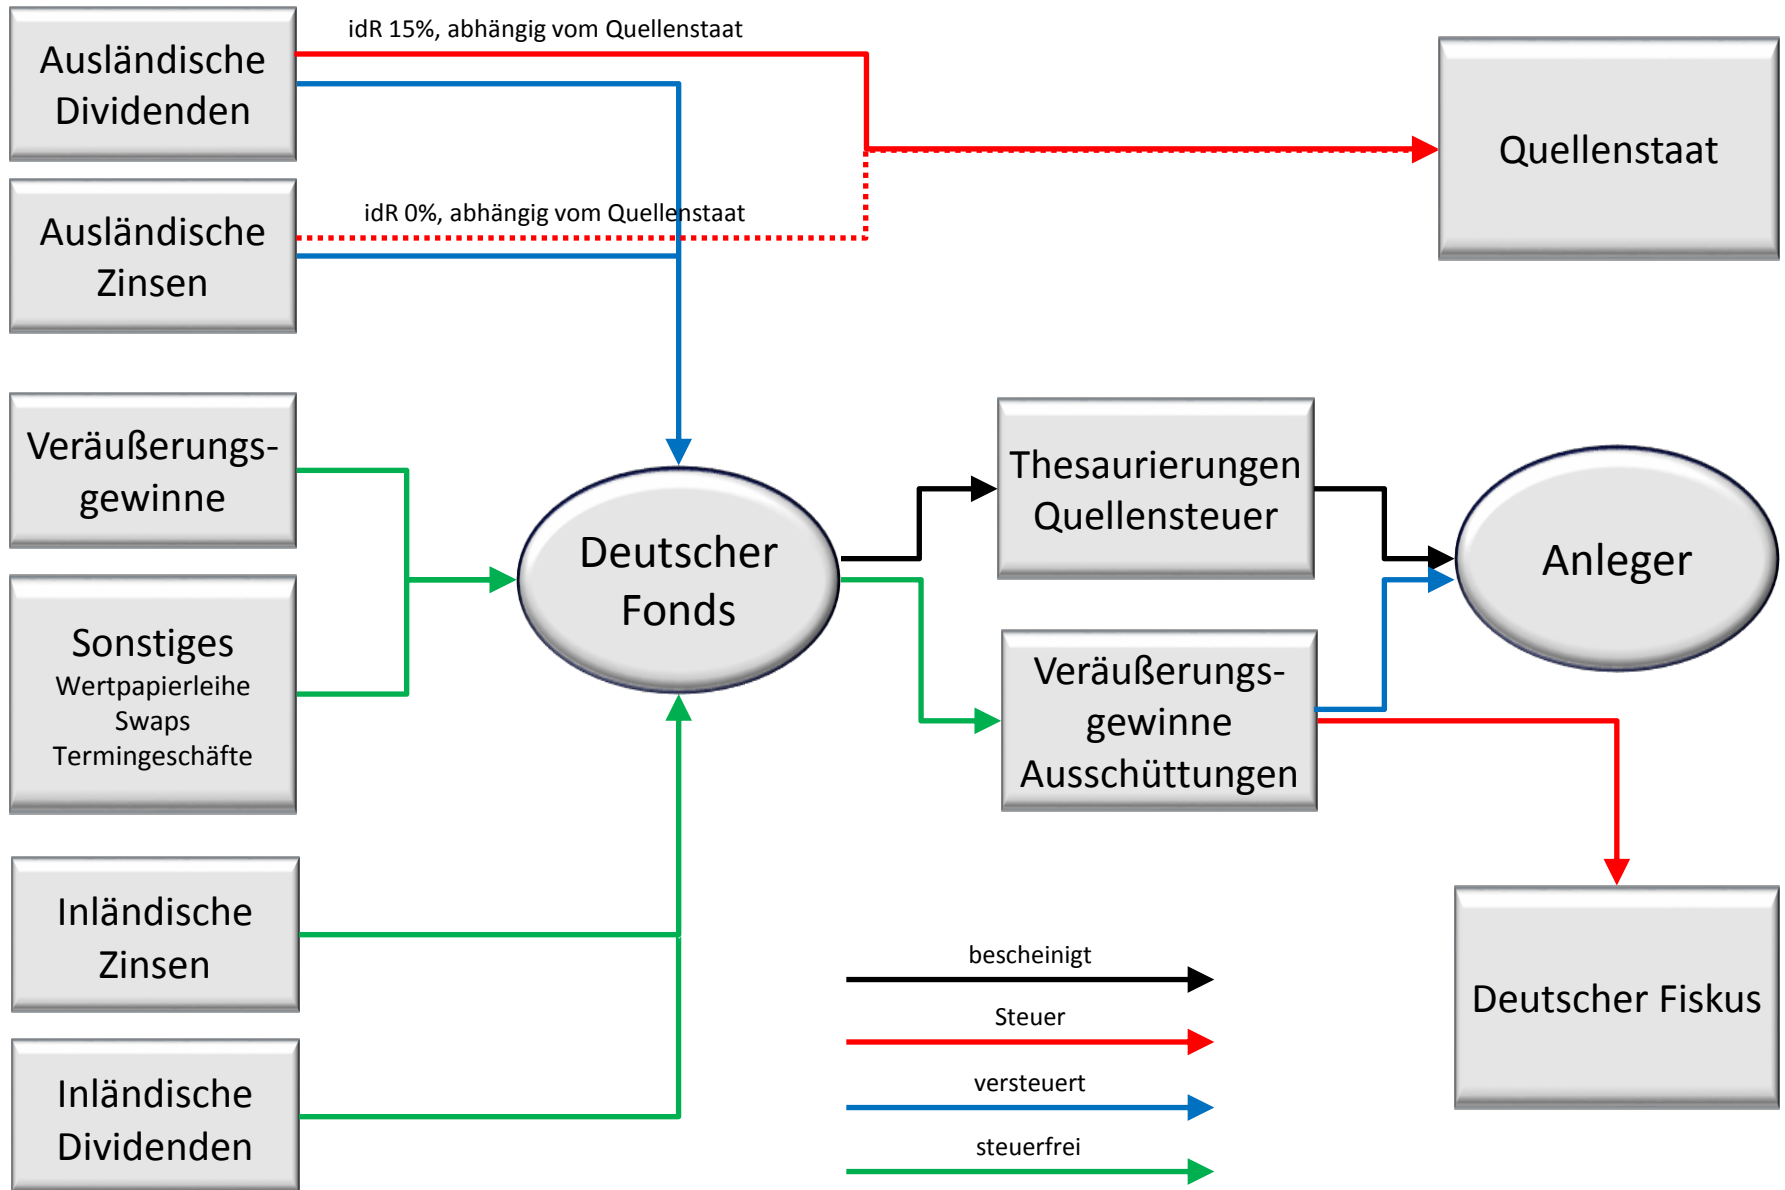 idR 15%, abhängig vom Quellenstaat
Ausländische
Dividenden
Quellenstaat
idR 0%, abhängig vom Quellenstaat
Ausländische
Zinsen
Veräußerungs-
gewinne
Sonstiges
Wertpapierleihe
Swaps
Termingeschäfte
Deutscher
Fonds
Thesaurierungen
Quellensteuer
Anleger
Veräußerungs-
gewinne
Ausschüttungen
Inländische
Zinsen
Inländische
Dividenden
bescheinigt
Steuer
versteuert
steuerfrei
Deutscher Fiskus